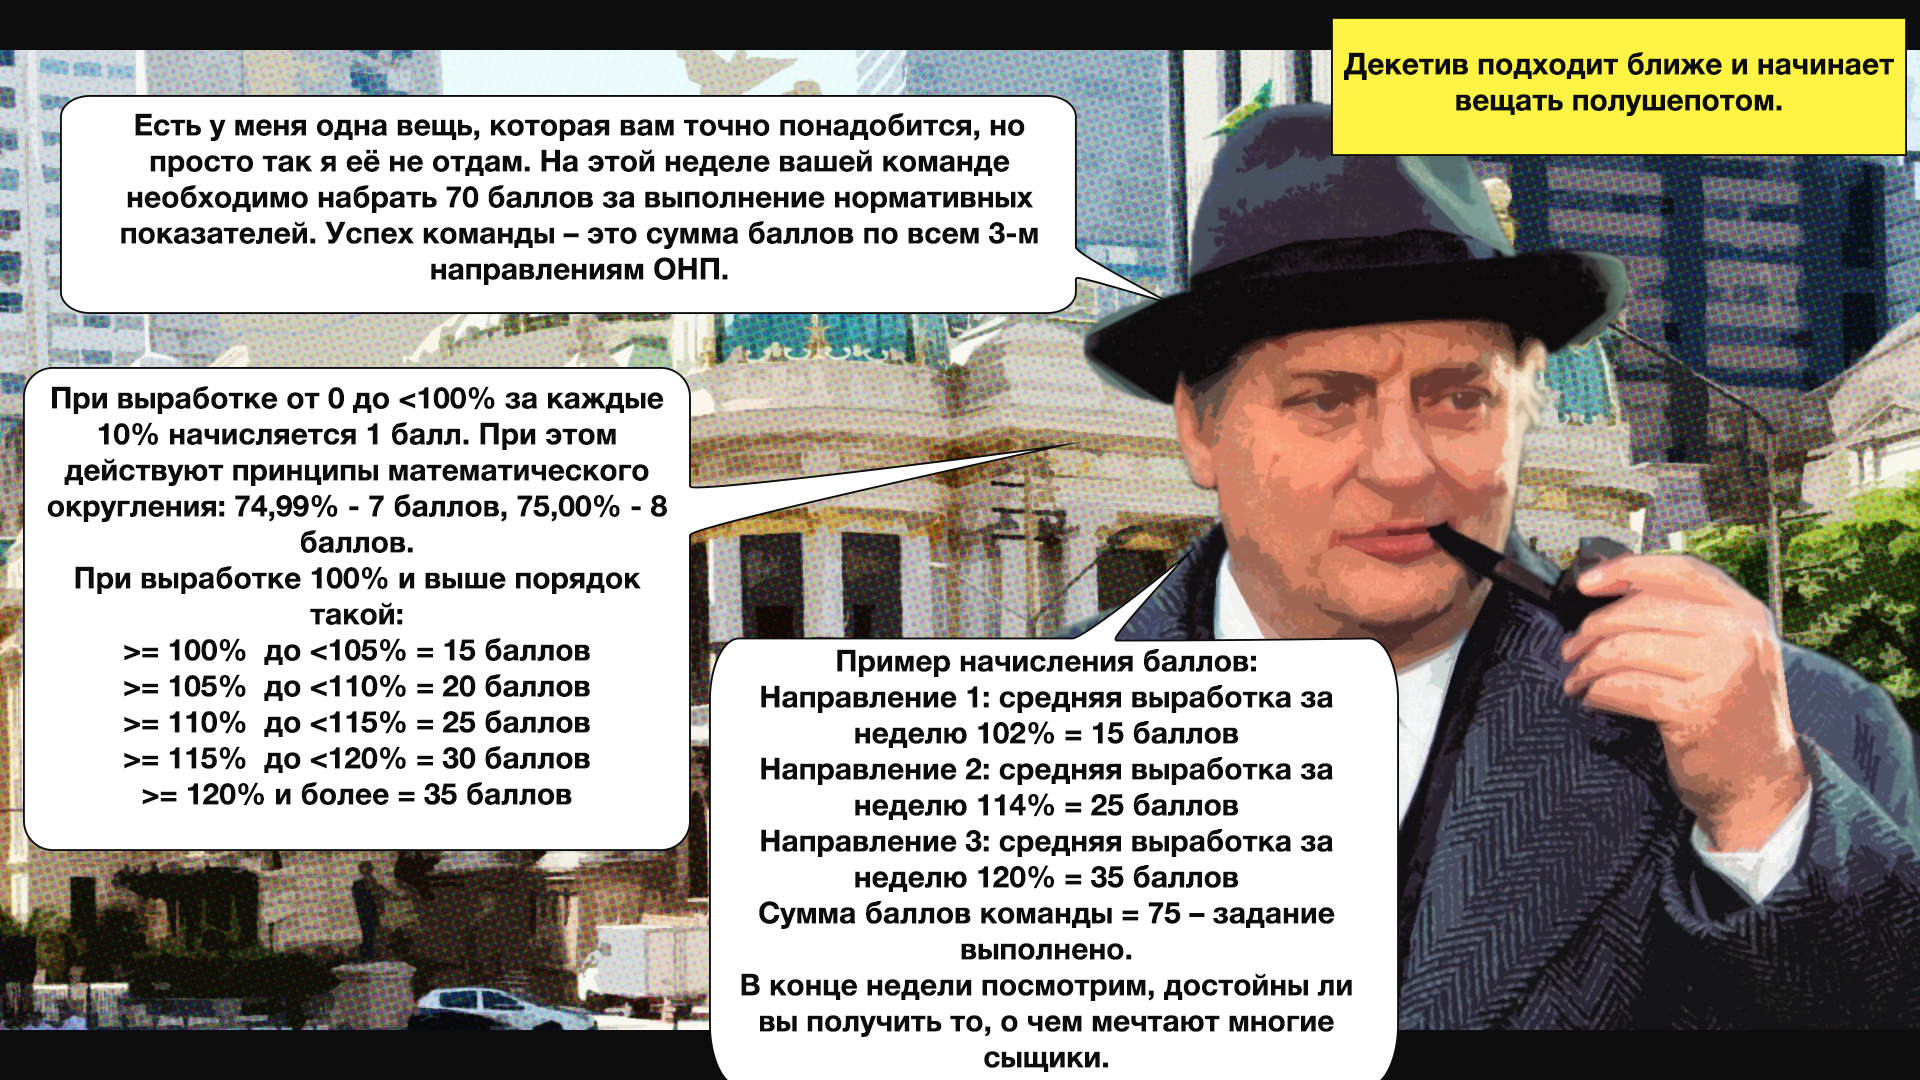 Декетив подходит ближе и начинает
вещать полушепотом.
Есть у меня одна вещь, которая вам точно понадобится, но
просто так я её не отдам. На этой неделе вашей команде
необходимо набрать 70 баллов за выполнение нормативных
показателей. Успех команды – это сумма баллов по всем 3-м
направлениям ОНП.
При выработке от 0 до <100% за каждые
10% начисляется 1 балл. При этом
действуют принципы математического
округления: 74,99% - 7 баллов, 75,00% - 8
баллов.
При выработке 100% и выше порядок
такой:
>= 100%  до <105% = 15 баллов
>= 105%  до <110% = 20 баллов
>= 110%  до <115% = 25 баллов
>= 115%  до <120% = 30 баллов
>= 120% и более = 35 баллов
Пример начисления баллов:
Направление 1: средняя выработка за
неделю 102% = 15 баллов
Направление 2: средняя выработка за
неделю 114% = 25 баллов
Направление 3: средняя выработка за
неделю 120% = 35 баллов
Сумма баллов команды = 75 – задание
выполнено.
В конце недели посмотрим, достойны ли
вы получить то, о чем мечтают многие
сыщики.